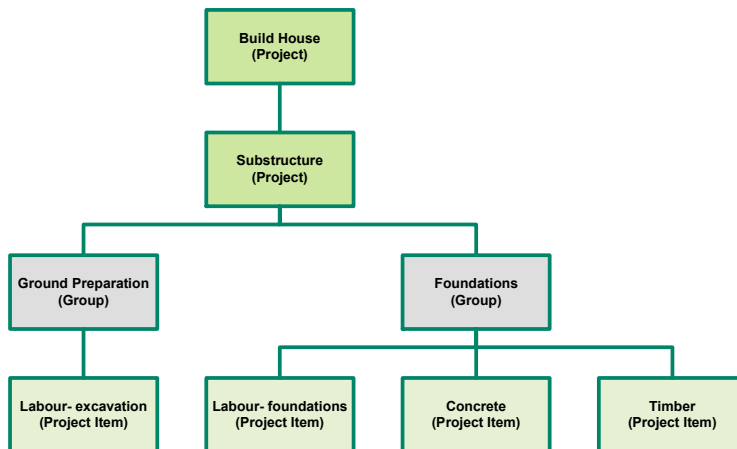 Build House
(Project)
Substructure
(Project)
Ground Preparation
(Group)
Foundations
(Group)
Labour- excavation
(Project Item)
Labour- foundations
(Project Item)
Concrete
(Project Item)
Timber
(Project Item)